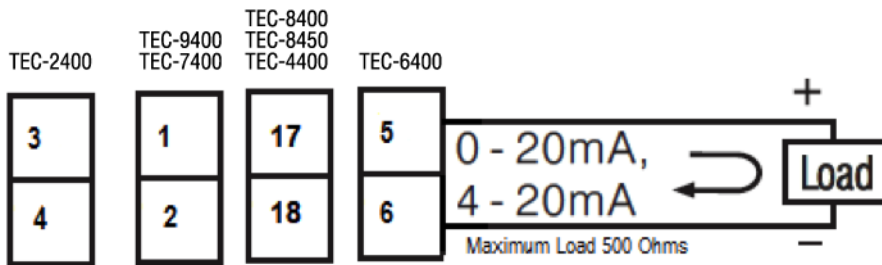 TEC-8400
TEC-9400 TEC-8450
TEC-2400 TEC-7400 TEC-4400 TEC-6400
+
3 1 17 5
0 - 20mA,
Load
4 2 18 6
4 - 20mA
Maximum Load 500 Ohms
−